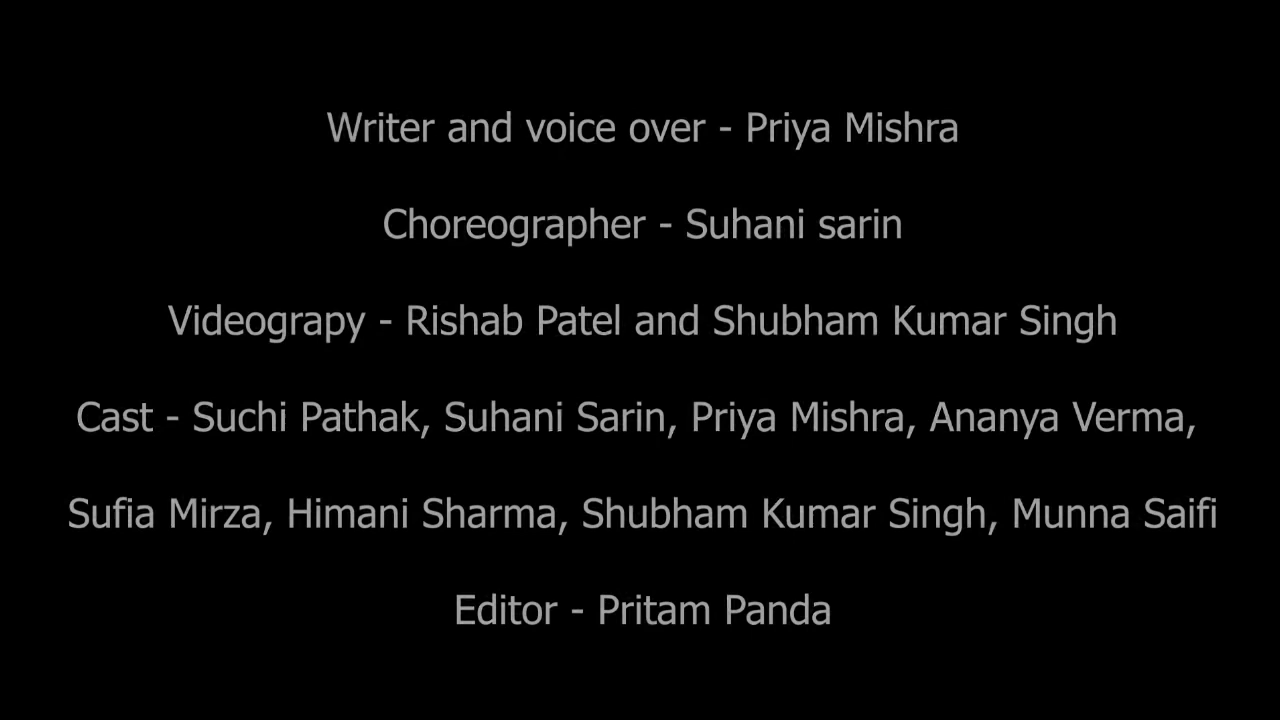 Writer and voice over - Priya Mishra
Choreographer - Suhani sarin
Videograpy - Rishab Patel and Shubham Kumar Singh
Cast - Suchi Pathak, Suhani Sarin, Priya Mishra, Ananya Verma,
Sufia Mirza, Himani Sharma, Shubham Kumar Singh, Munna Saifi
Editor - Pritam Panda